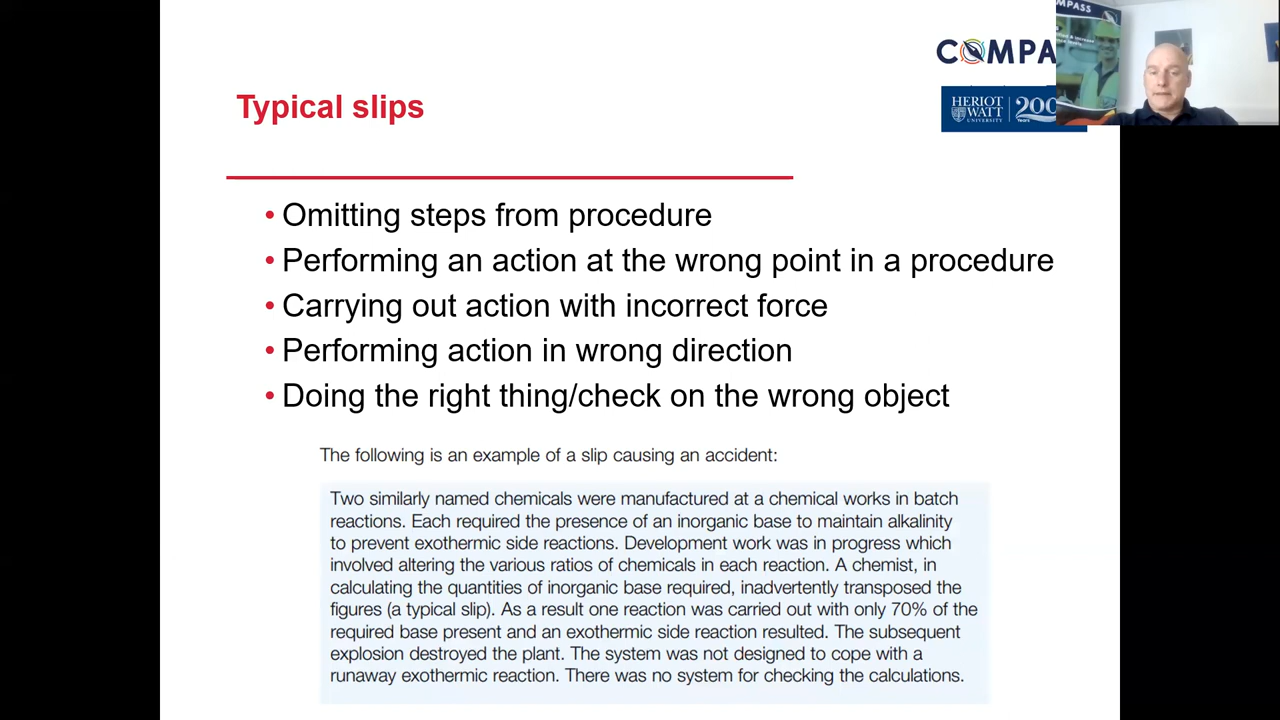 COMPA
MPASS
HERIOT
WATT
UNIVERSITY
200
Years
Typical slips
• Omitting steps from procedure
• Performing an action at the wrong point in a procedure
• Carrying out action with incorrect force
• Performing action in wrong direction
• Doing the right thing/check on the wrong object
The following is an example of a slip causing an accident:
Two similarly named chemicals were manufactured at a chemical works in batch
reactions. Each required the presence of an inorganic base to maintain alkalinity
to prevent exothermic side reactions. Development work was in progress which
involved altering the various ratios of chemicals in each reaction. A chemist, in
calculating the quantities of inorganic base required, inadvertently transposed the
figures (a typical slip). As a result one reaction was carried out with only 70% of the
required base present and an exothermic side reaction resulted. The subsequent
explosion destroyed the plant. The system was not designed to cope with a
runaway exothermic reaction. There was no system for checking the calculations.